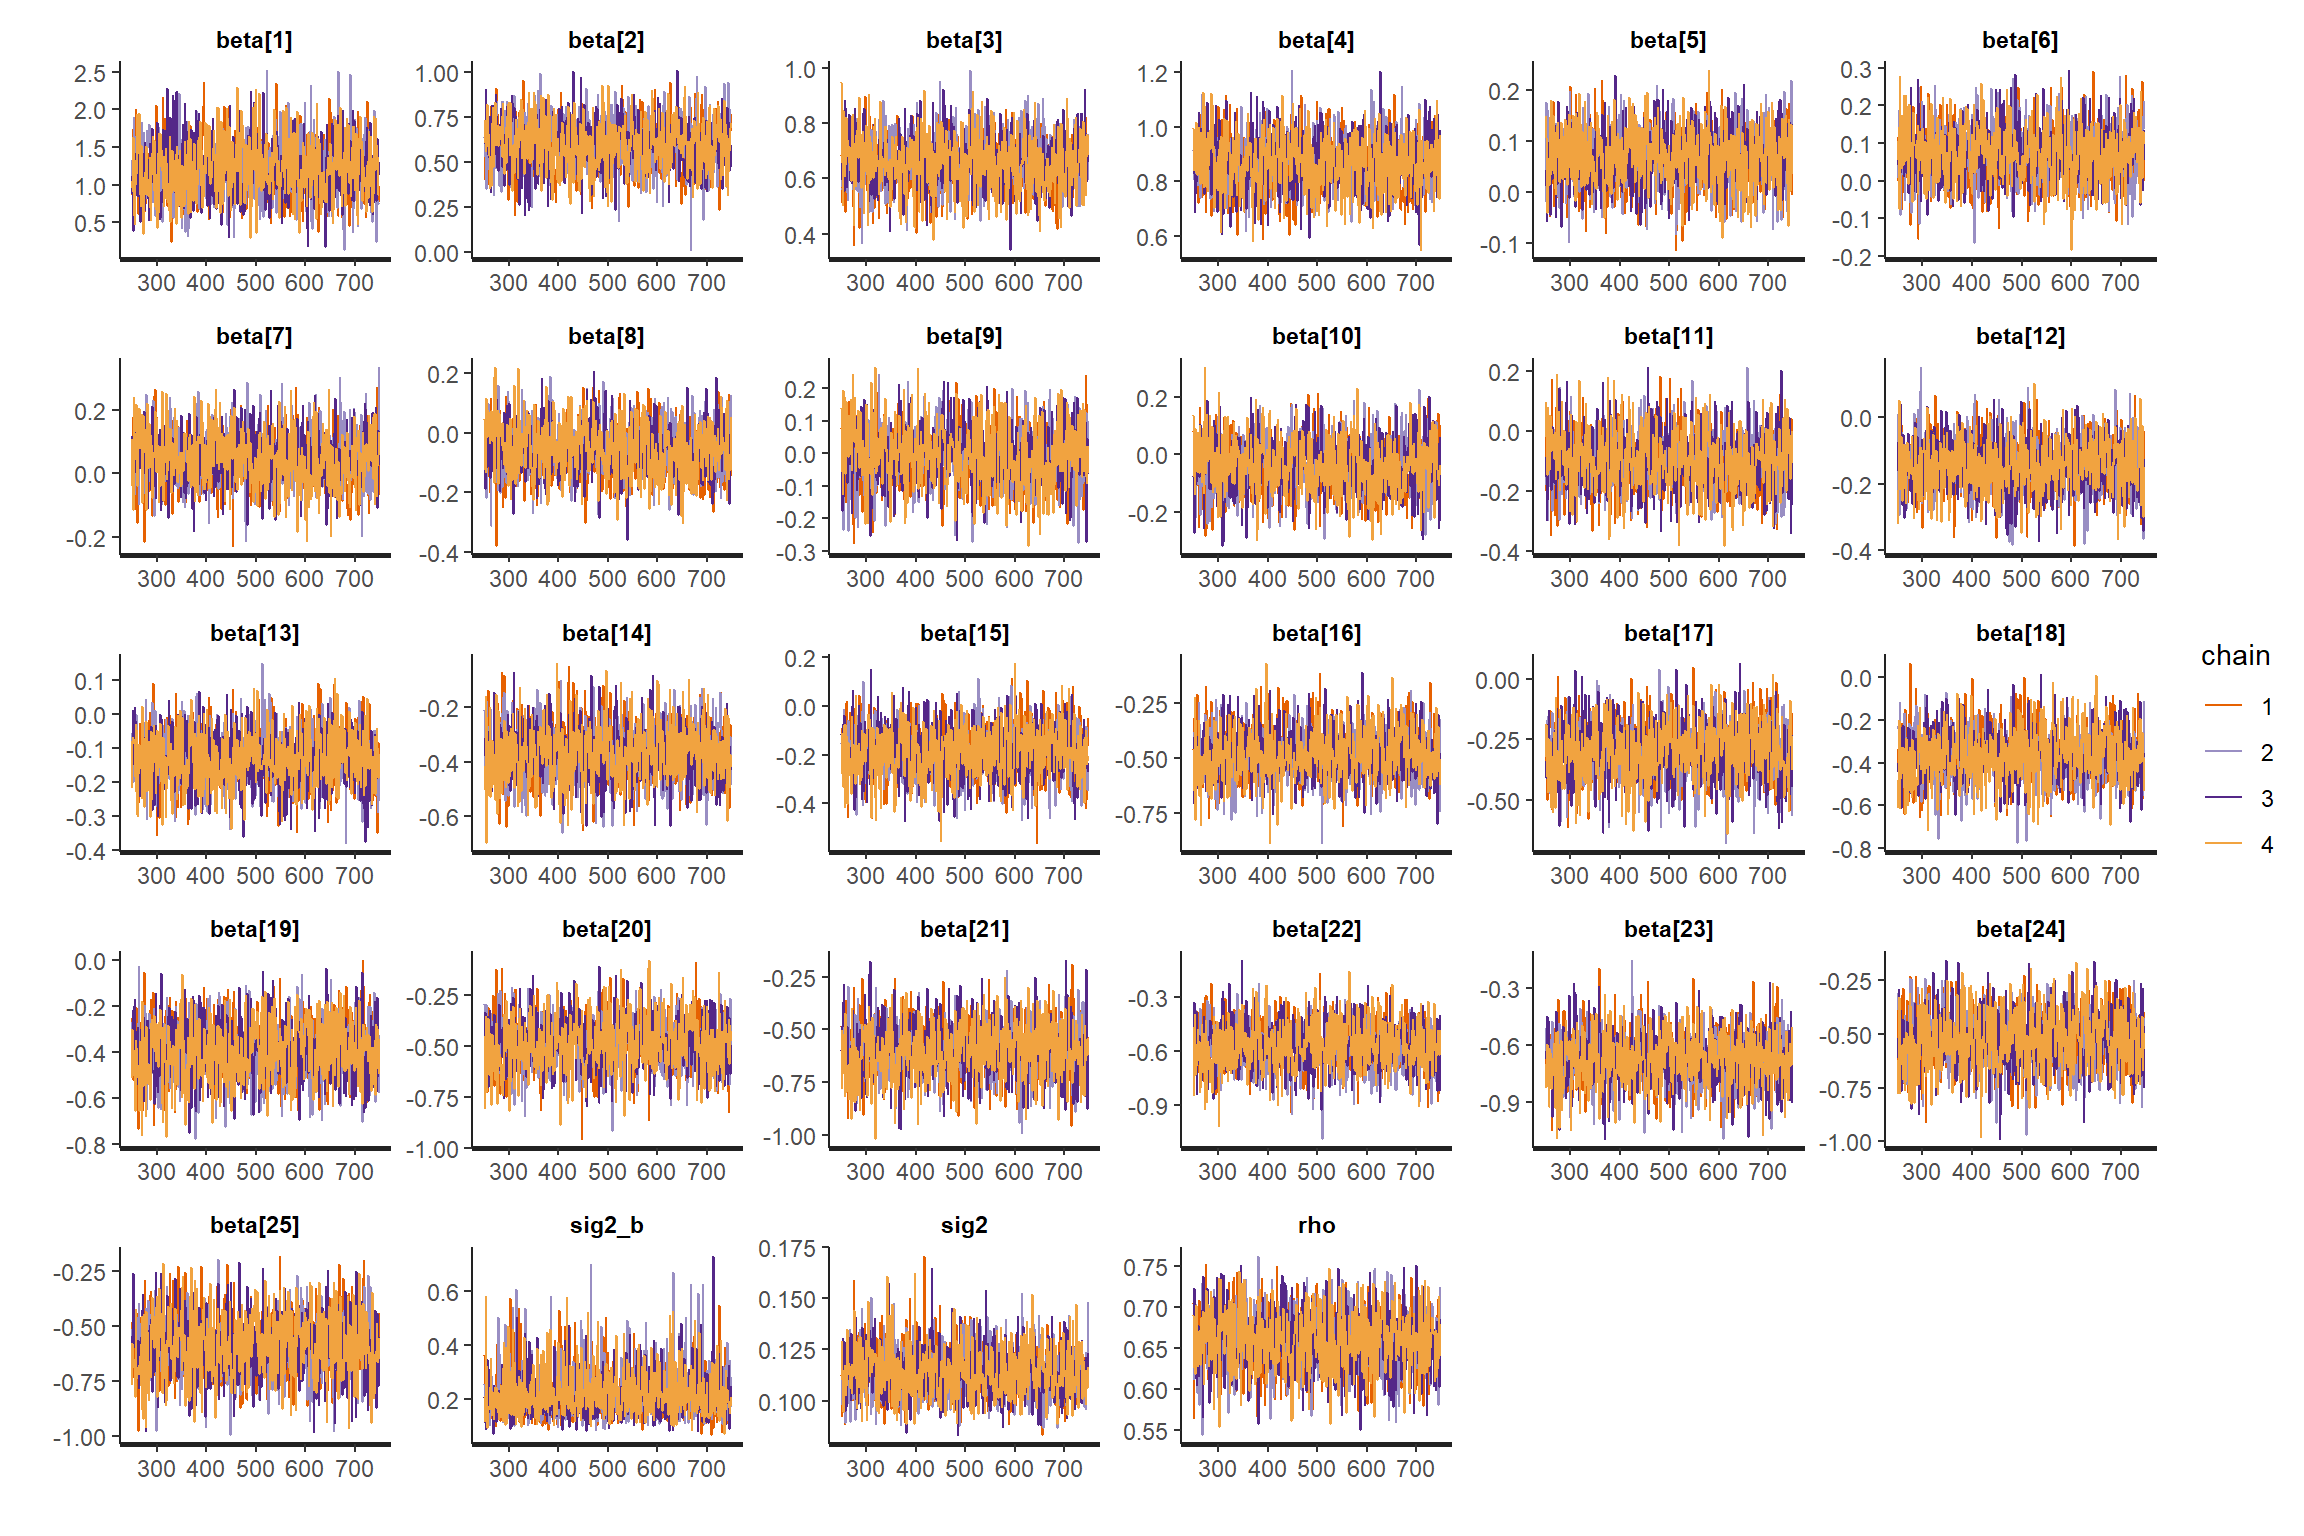 beta[1] beta[2] beta[3] beta[4] beta[5] beta[6]
2.5 2.0 1.5 1.0 0.5
1.00 0.75 0.50 0.25 0.00
1.0 0.8 0.6 0.4
1.2 1.0 0.8 0.6
0.2 0.1 0.0 -0.1
0.3 0.2 0.1 0.0 -0.1 -0.2
300 400 500 600 700 300 400 500 600 700 300 400 500 600 700 300 400 500 600 700 300 400 500 600 700 300 400 500 600 700
beta[7] beta[8] beta[9] beta[10] beta[11] beta[12]
0.2 0.0 -0.2
0.2 0.0 -0.2 -0.4
0.2 0.1 0.0 -0.1 -0.2 -0.3
0.2 0.0 -0.2
0.2 0.0 -0.2 -0.4
0.0 -0.2 -0.4
300 400 500 600 700 300 400 500 600 700 300 400 500 600 700 300 400 500 600 700 300 400 500 600 700 300 400 500 600 700
beta[13] beta[14] beta[15] beta[16] beta[17] beta[18]
0.1 0.0 -0.1 -0.2 -0.3 -0.4
-0.2 -0.4 -0.6
0.2 0.0 -0.2 -0.4
-0.25 -0.50 -0.75
0.00 -0.25 -0.50
0.0 -0.2 -0.4 -0.6 -0.8
300 400 500 600 700 300 400 500 600 700 300 400 500 600 700 300 400 500 600 700 300 400 500 600 700 300 400 500 600 700
chain
1
2
3
4
beta[19] beta[20] beta[21] beta[22] beta[23] beta[24]
0.0 -0.2 -0.4 -0.6 -0.8
-0.25 -0.50 -0.75 -1.00
-0.25 -0.50 -0.75 -1.00
-0.3 -0.6 -0.9
-0.3 -0.6 -0.9
-0.25 -0.50 -0.75 -1.00
300 400 500 600 700 300 400 500 600 700 300 400 500 600 700 300 400 500 600 700 300 400 500 600 700 300 400 500 600 700
beta[25] sig2_b sig2 rho
-0.25 -0.50 -0.75 -1.00
0.6 0.4 0.2
0.175 0.150 0.125 0.100
0.75 0.70 0.65 0.60 0.55
300 400 500 600 700 300 400 500 600 700 300 400 500 600 700 300 400 500 600 700